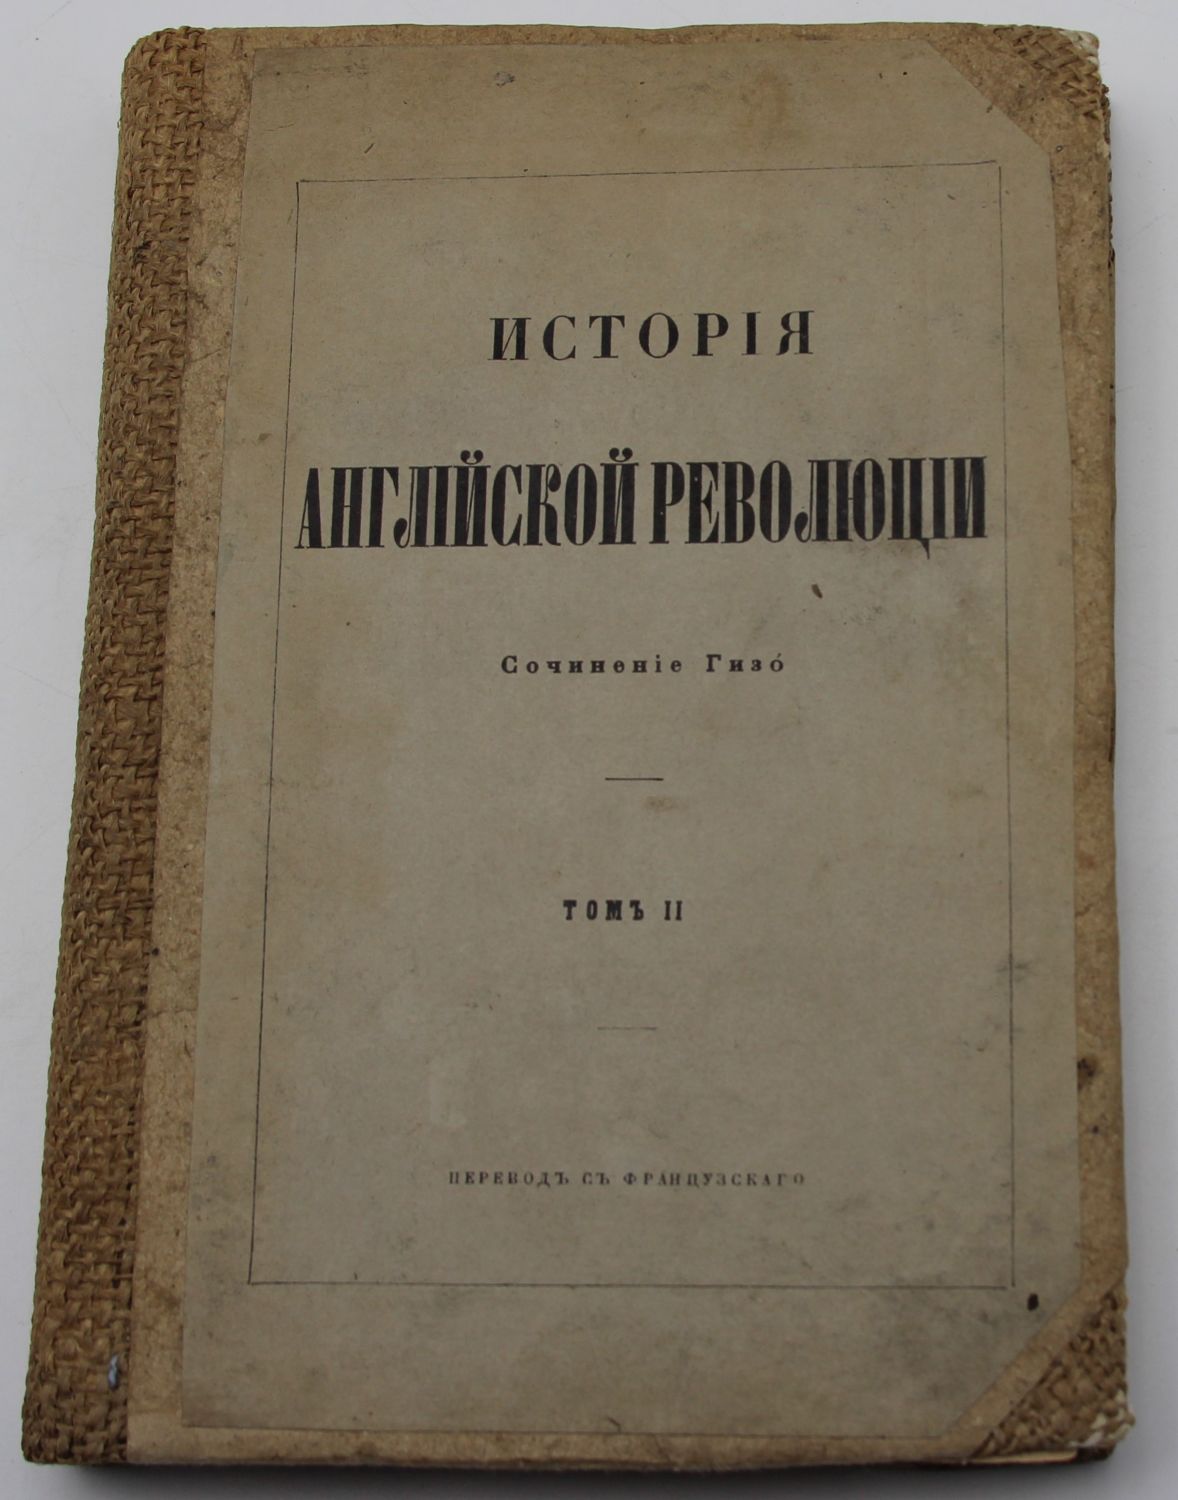 ИСТОРІЯ
АНГЛІЙСКОЙ РЕВОЛЮЦІИ
Сочиненіе Гизо́
ТОМЪ II
ПЕРЕВОДЪ СЪ ФРАНЦУЗСКАГО